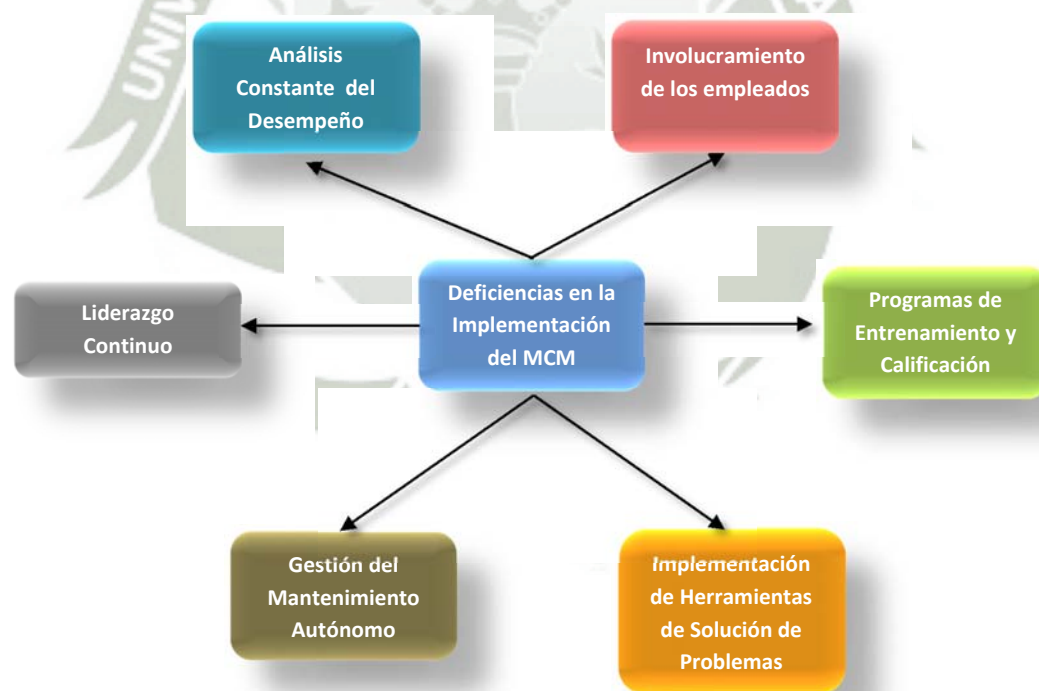 UNIV
Análisis
Constante del
Desempeño
Involucramiento
de los empleados
Liderazgo
Continuo
Deficiencias en la
Implementación
del MCM
Programas de
Entrenamiento y
Calificación
Gestión del
Mantenimiento
Autónomo
Implementación
de Herramientas
de Solución de
Problemas